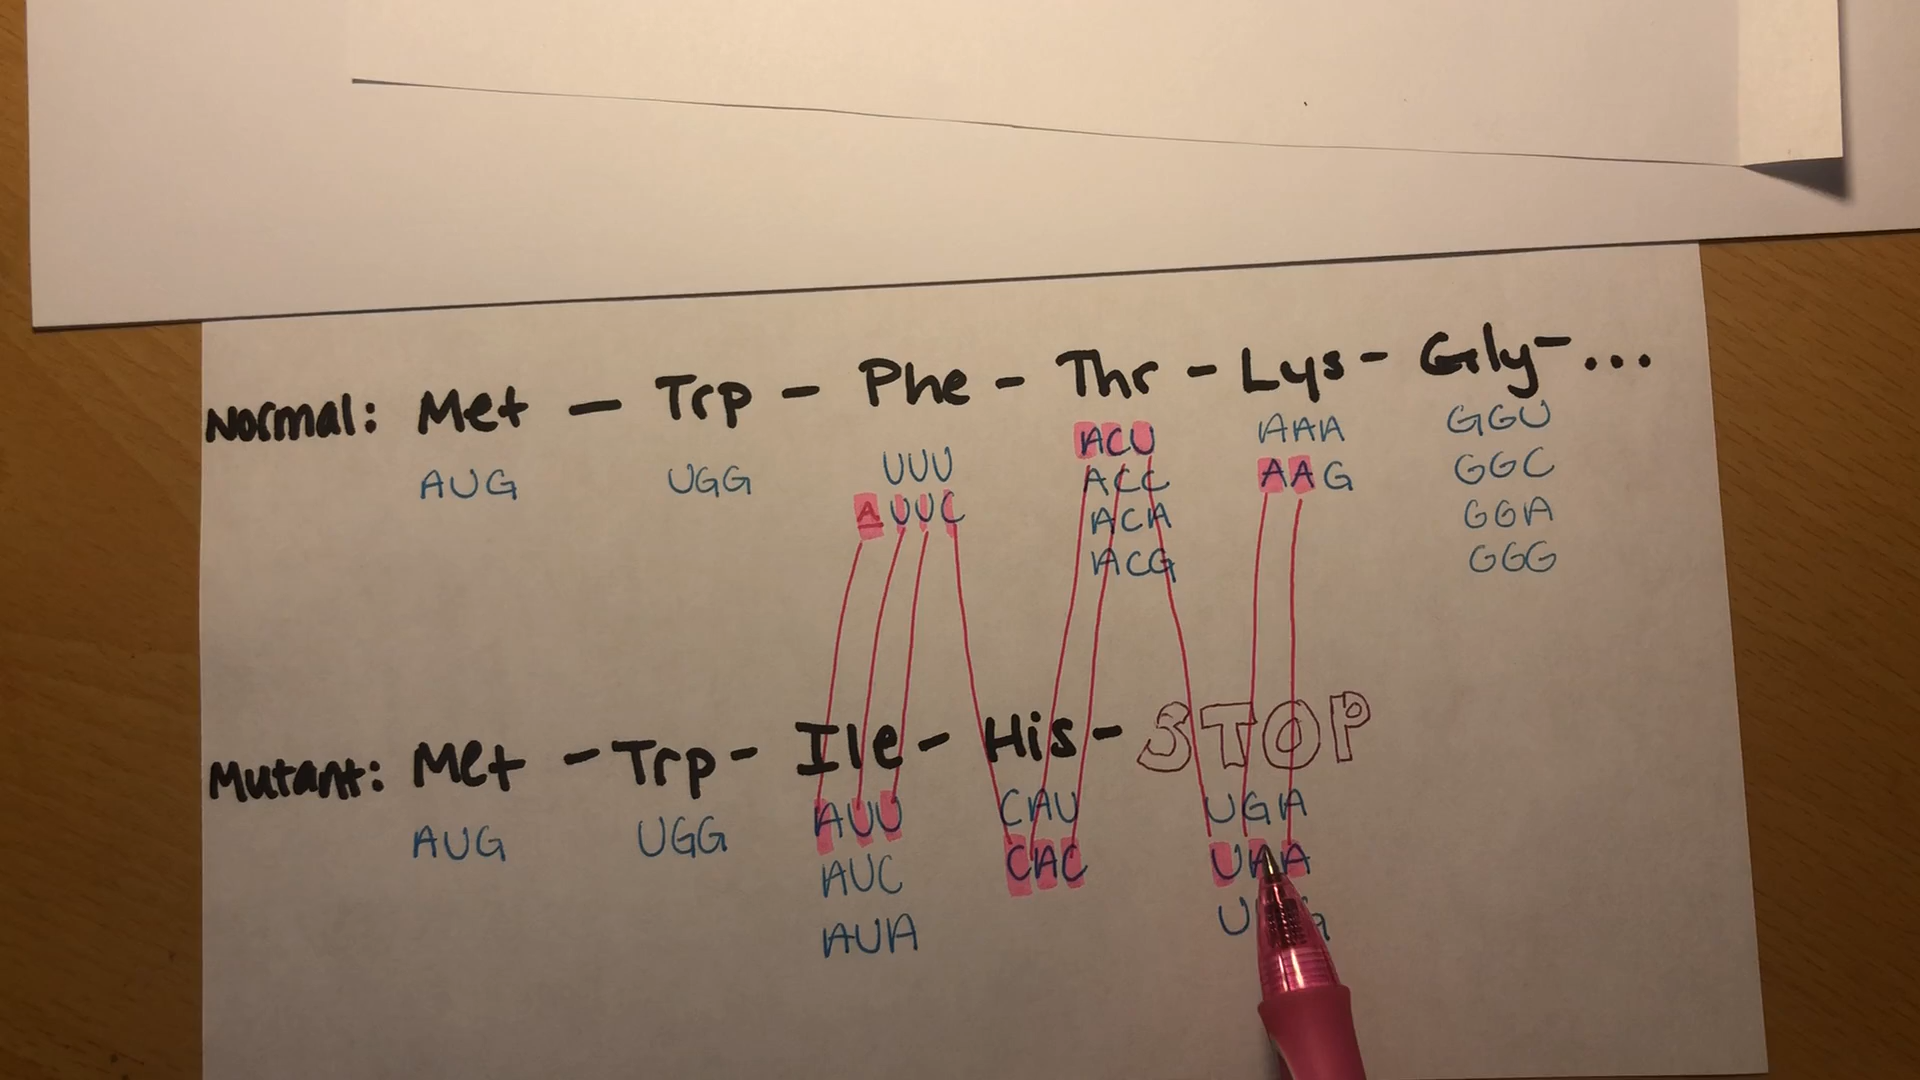 Normal: Met - Trp - Phe - Thr - Lys - Gly - ...
AUG UGG UUU ACU AAA GGU
AUUC ACC AAG GGC
ACA GGA
ACG GGG
Mutant: Met - Trp - Ile - His - STOP
AUG UGG AUU CAU UGA
AUC CAC UAA
AUA